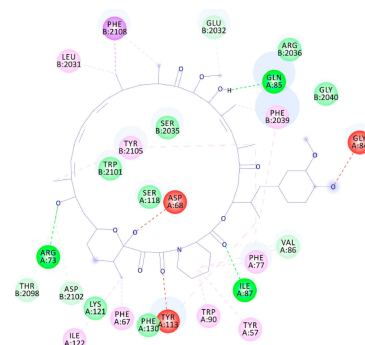 PHE
B:2108
GLU
B:2032
LEU
B:2031
ARG
B:2036
GLN
A:85
GLY
B:2040
SER
B:2035
PHE
B:2039
TYR
B:2105
TRP
B:2101
GLY
A:84
SER
A:118
ASP
A:68
H
O
N
ARG
A:73
VAL
A:86
PHE
A:77
THR
B:2098
ASP
B:2102
LYS
A:121
ILE
A:87
PHE
A:67
PHE
A:130
TYR
A:113
TRP
A:90
TYR
A:57
ILE
A:122